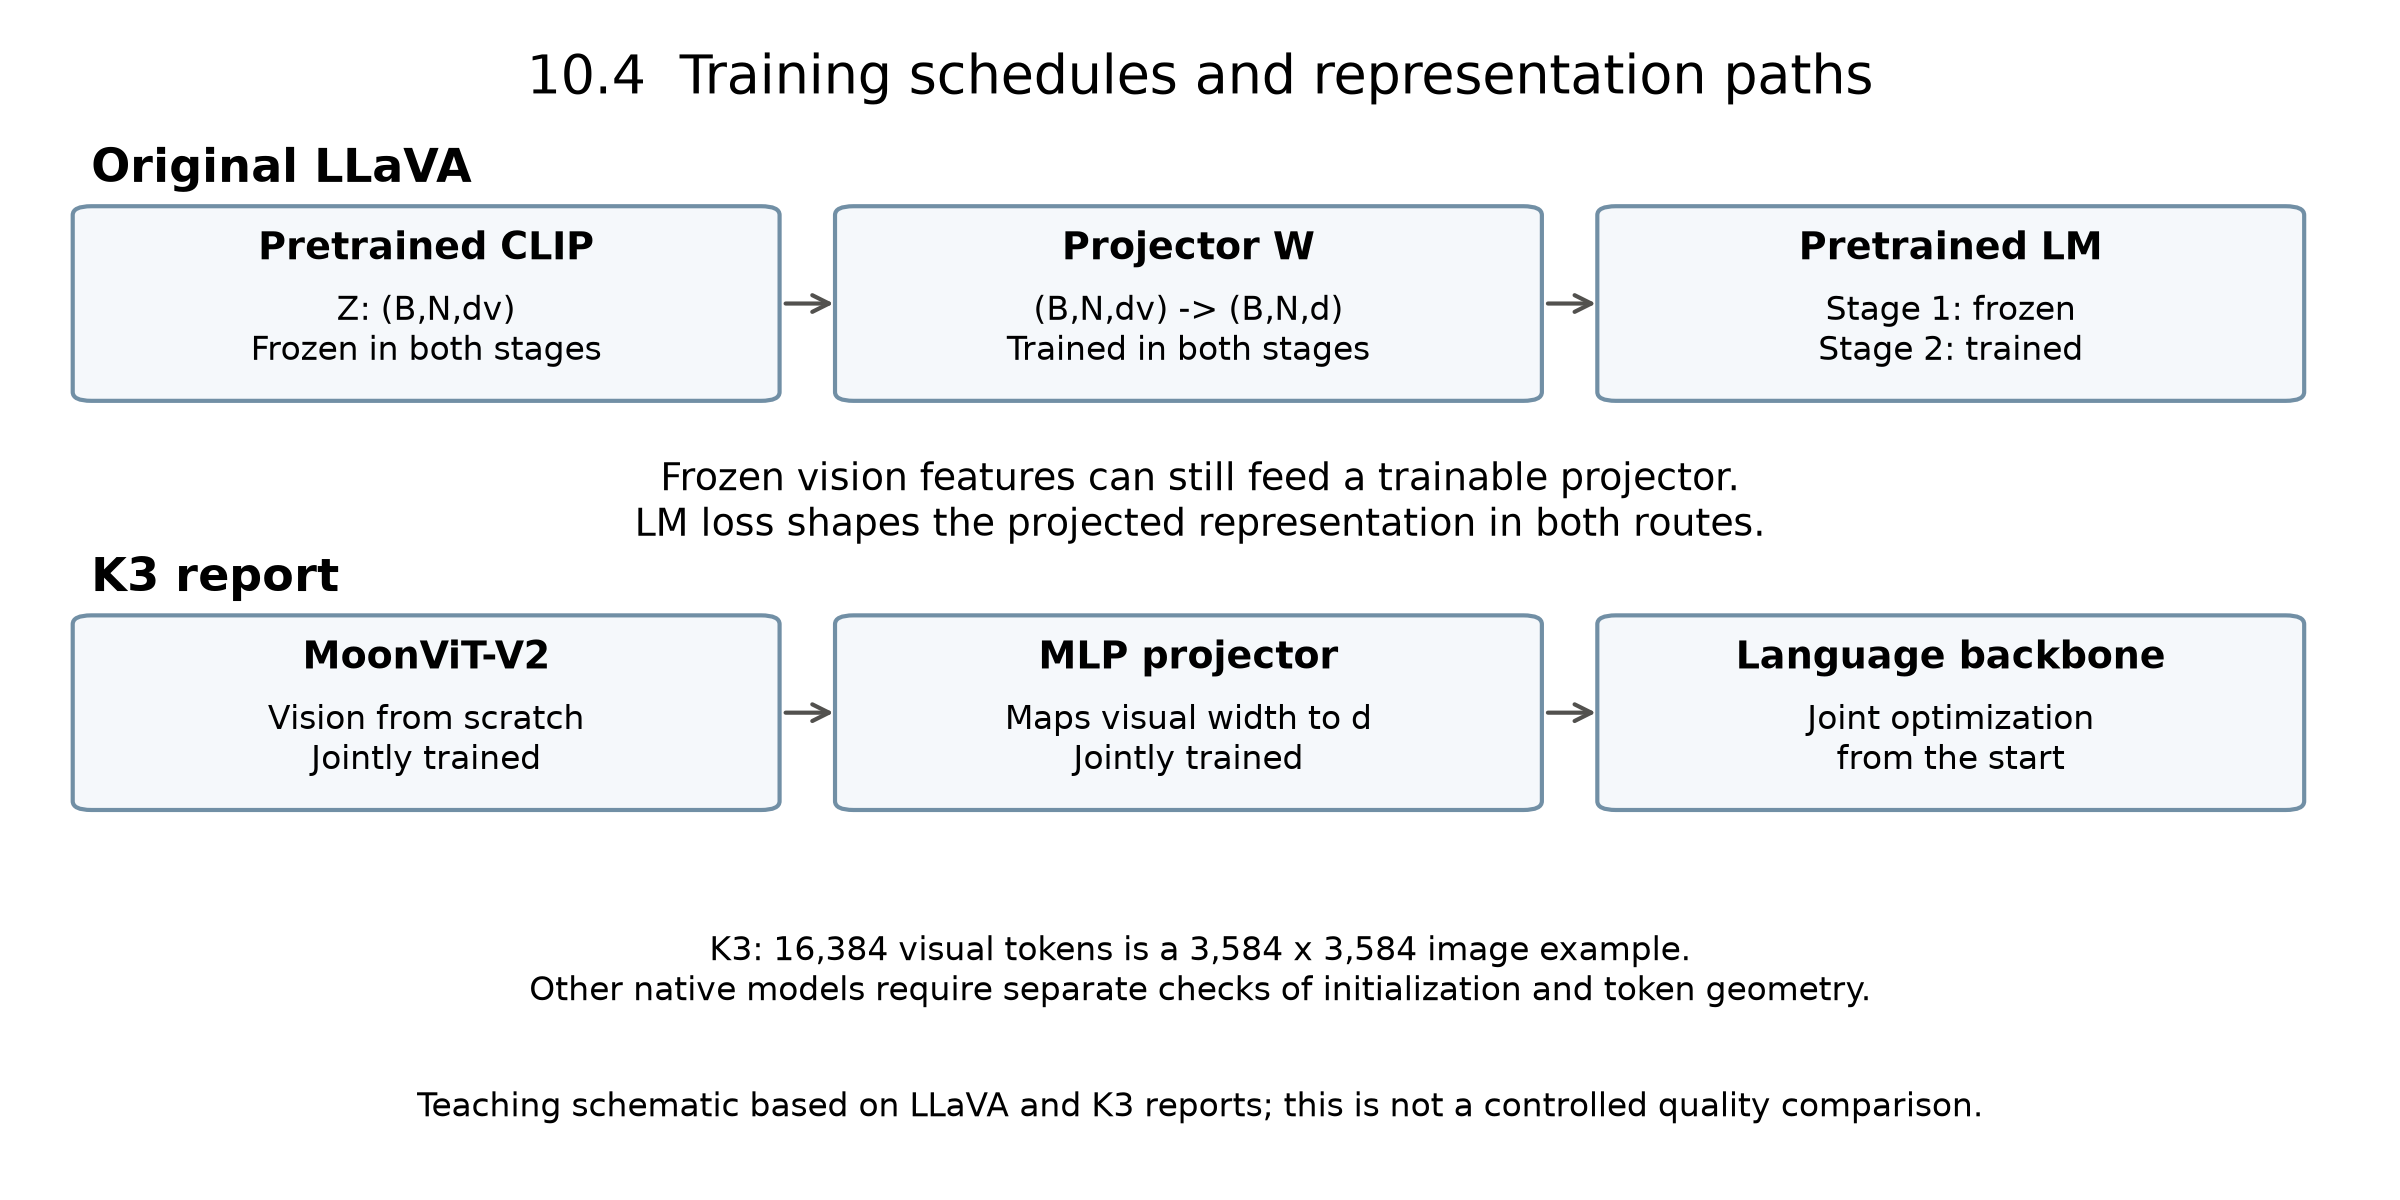 10.4  Training schedules and representation paths
Original LLaVA
Pretrained CLIP
Z: (B,N,dv)
Frozen in both stages
Projector W
(B,N,dv) -> (B,N,d)
Trained in both stages
Pretrained LM
Stage 1: frozen
Stage 2: trained
Frozen vision features can still feed a trainable projector.
LM loss shapes the projected representation in both routes.
K3 report
MoonViT-V2
Vision from scratch
Jointly trained
MLP projector
Maps visual width to d
Jointly trained
Language backbone
Joint optimization
from the start
K3: 16,384 visual tokens is a 3,584 x 3,584 image example.
Other native models require separate checks of initialization and token geometry.
Teaching schematic based on LLaVA and K3 reports; this is not a controlled quality comparison.